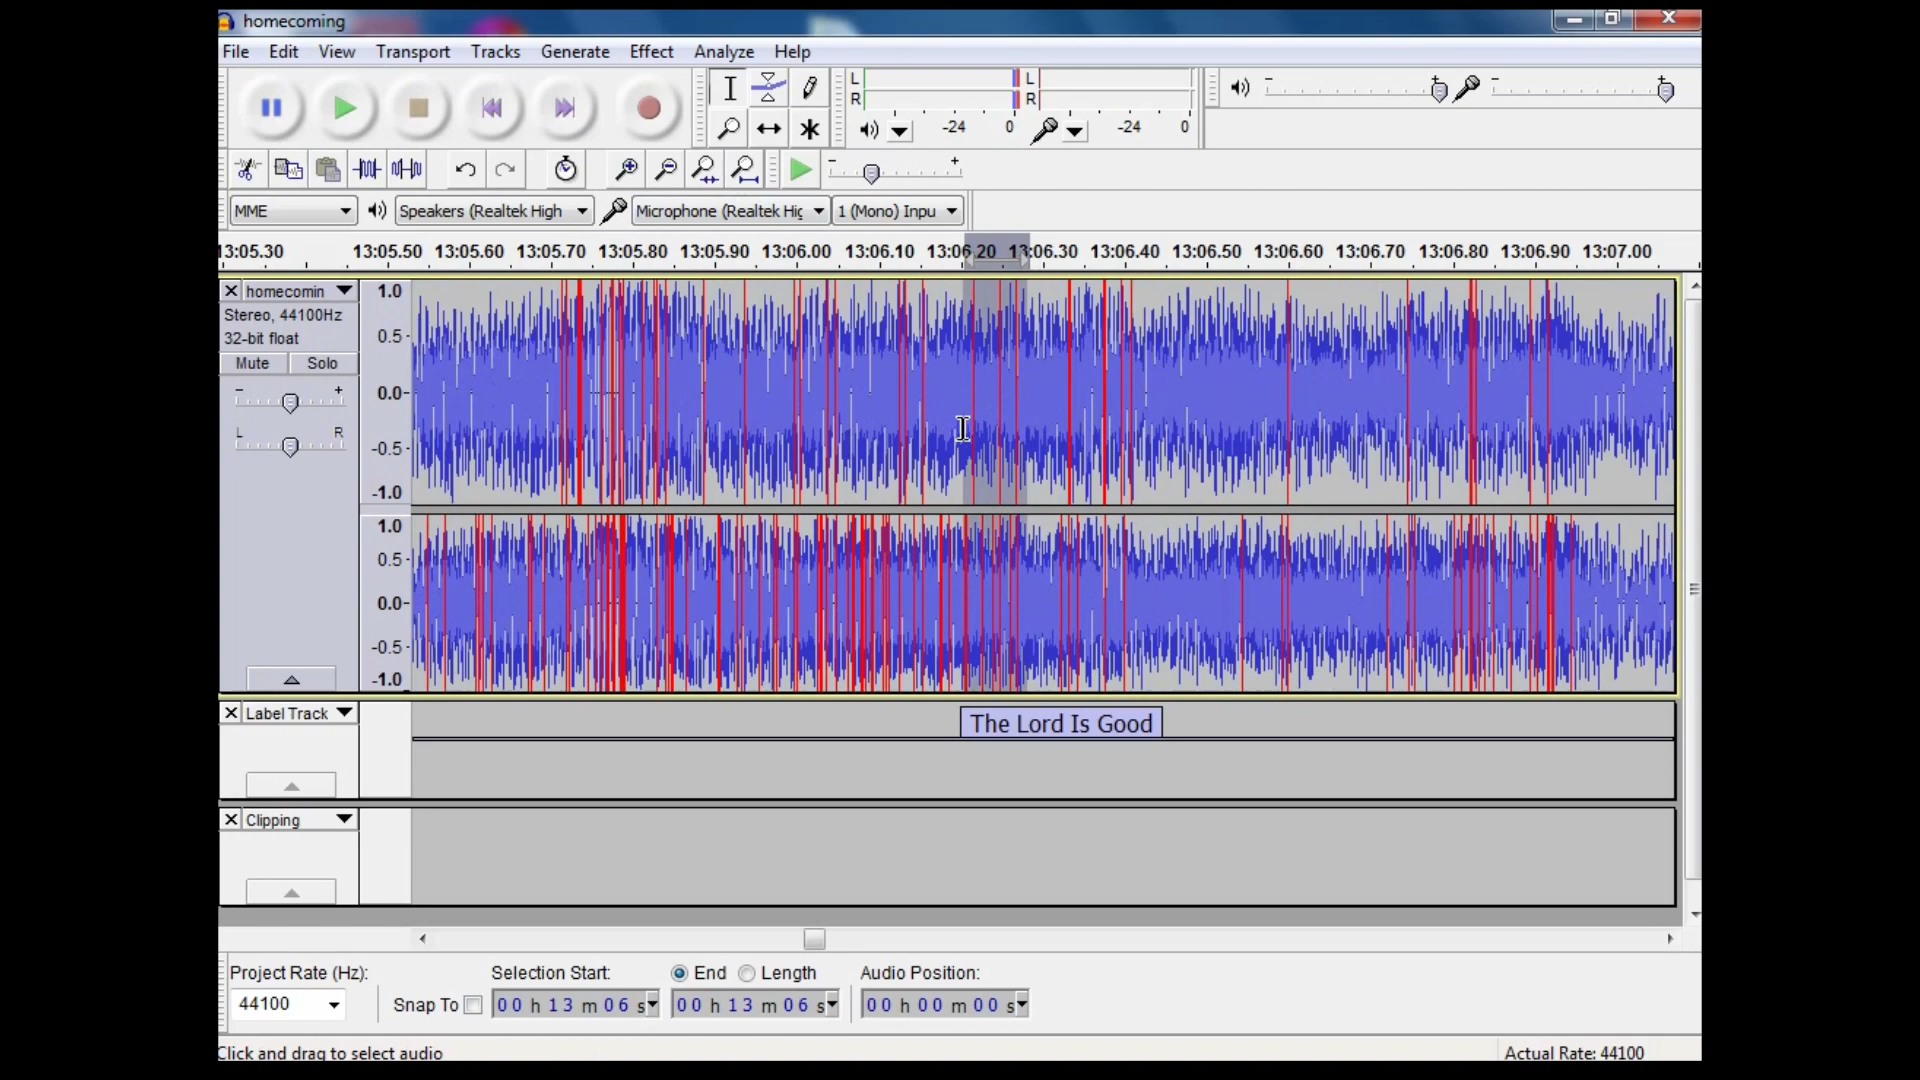 homecoming
File Edit View Transport Tracks Generate Effect Analyze Help
L L
R R
-24 0 -24 0
MME Speakers (Realtek High Microphone (Realtek Hig 1 (Mono) Inpu
13:05.30 13:05.50 13:05.60 13:05.70 13:05.80 13:05.90 13:06.00 13:06.10 13:06.20 13:06.30 13:06.40 13:06.50 13:06.60 13:06.70 13:06.80 13:06.90 13:07.00
homecomin 1.0
Stereo, 44100Hz
32-bit float
0.5
Mute Solo
0.0
L R
-0.5
-1.0
1.0
0.5
0.0
-0.5
-1.0
Label Track The Lord Is Good
Clipping
Project Rate (Hz): Selection Start: End Length Audio Position:
44100 Snap To 00 h 13 m 06 s 00 h 13 m 06 s 00 h 00 m 00 s
Click and drag to select audio Actual Rate: 44100